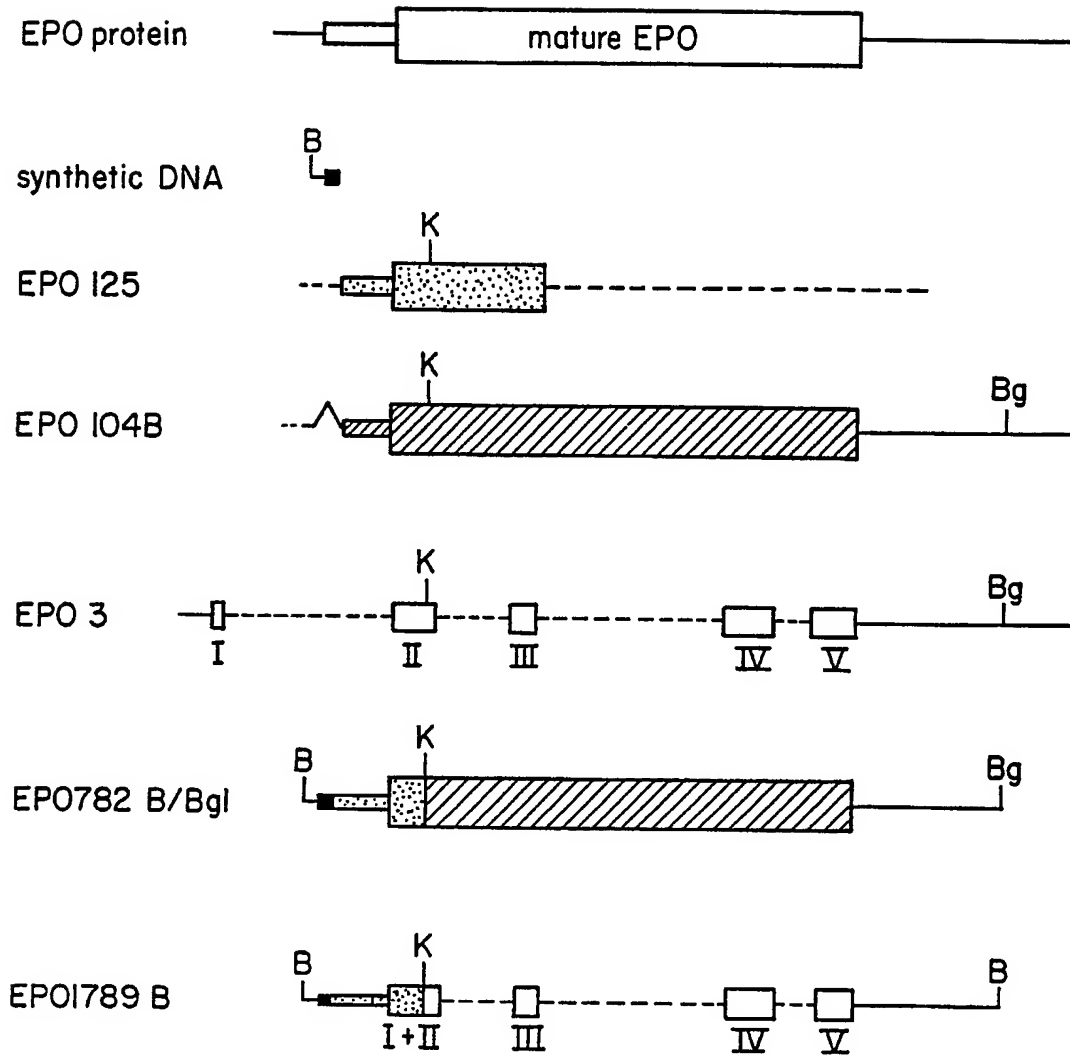 EPO protein
mature EPO
B
synthetic DNA
K
EPO 125
K
Bg
EPO 104B
K
Bg
EPO 3
I
II
III
IV
V
B
K
Bg
EPO782 B/Bgl
B
K
B
EPO1789 B
I+II
III
IV
V